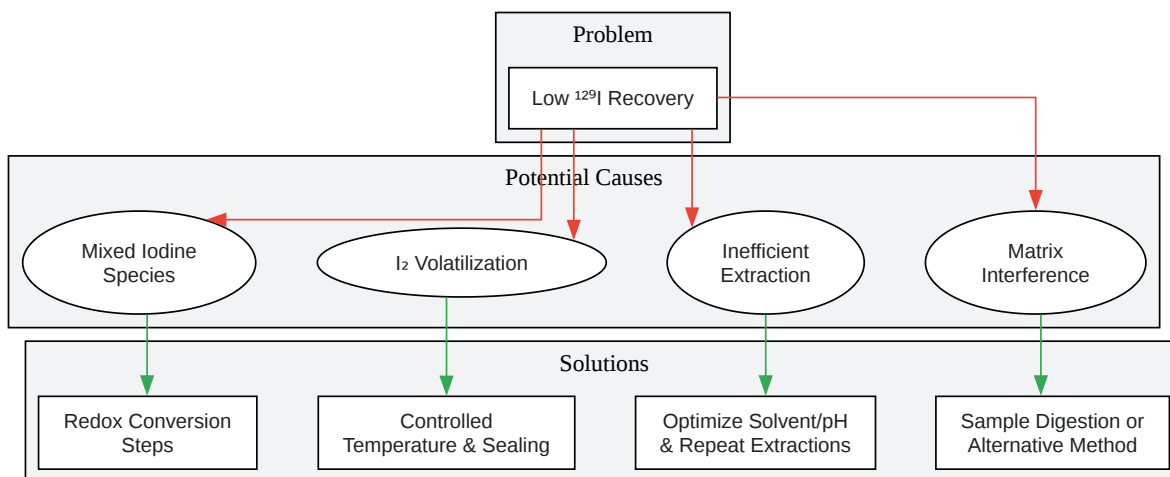 Problem
Low ¹²⁹I Recovery
Potential Causes
Mixed Iodine
Species
I₂ Volatilization
Inefficient
Extraction
Matrix
Interference
Solutions
Redox Conversion
Steps
Controlled
Temperature & Sealing
Optimize Solvent/pH
& Repeat Extractions
Sample Digestion or
Alternative Method